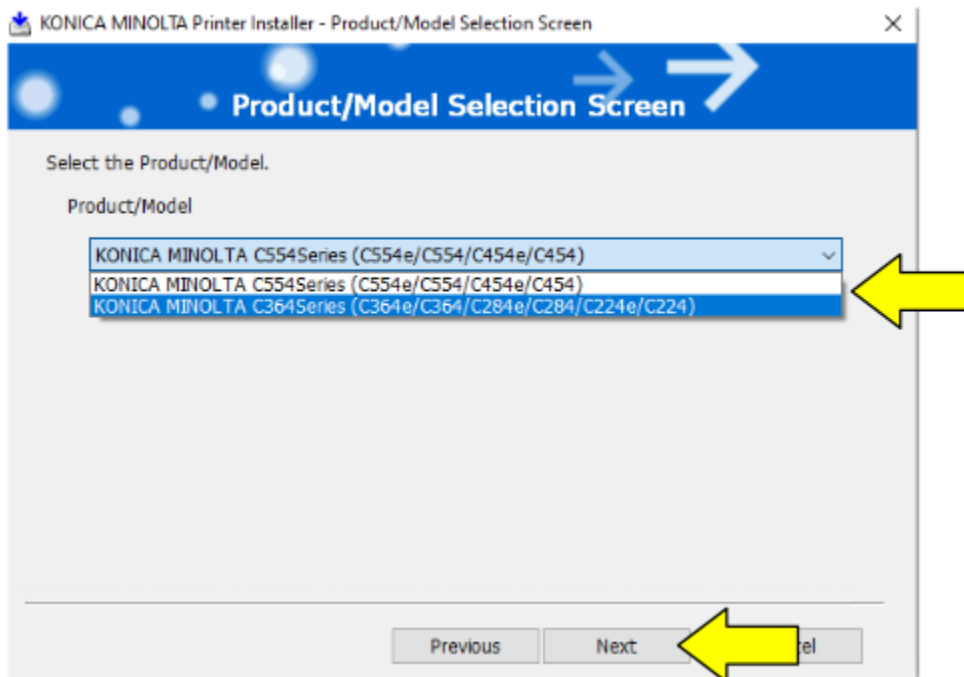 KONICA MINOLTA Printer Installer - Product/Model Selection Screen
Product/Model Selection Screen
Select the Product/Model.
Product/Model
KONICA MINOLTA C554Series (C554e/C554/C454e/C454)
KONICA MINOLTA C554Series (C554e/C554/C454e/C454)
KONICA MINOLTA C364Series (C364e/C364/C284e/C284/C224e/C224)
Previous Next